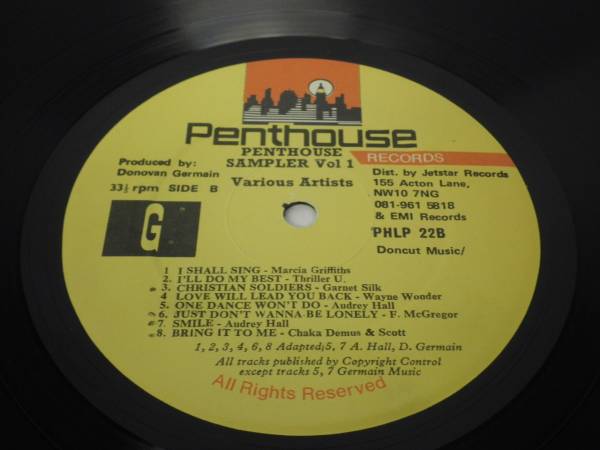 Penthouse
RECORDS
PENTHOUSE
SAMPLER Vol 1
Various Artists
Produced by:
Donovan Germain
33⅓ rpm SIDE B
G
Dist. by Jetstar Records
155 Acton Lane,
NW10 7NG
081-961 5818
& EMI Records
PHLP 22B
Doncut Music/
1 I SHALL SING - Marcia Griffiths
2. I'LL DO MY BEST - Thriller U.
3. CHRISTIAN SOLDIERS - Garnet Silk
4 LOVE WILL LEAD YOU BACK - Wayne Wonder
5. ONE DANCE WON'T DO - Audrey Hall
6. JUST DON'T WANNA BE LONELY - F. McGregor
7. SMILE - Audrey Hall
8. BRING IT TO ME - Chaka Demus & Scott
1, 2, 3, 4, 6, 8 Adapted; 5, 7 A. Hall, D. Germain
All tracks published by Copyright Control
except tracks 5, 7 Germain Music
All Rights Reserved